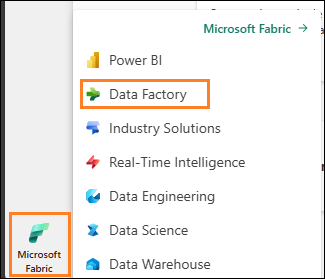 Microsoft Fabric →
Power BI
Data Factory
Industry Solutions
Real-Time Intelligence
Data Engineering
Data Science
Data Warehouse
Microsoft
Fabric